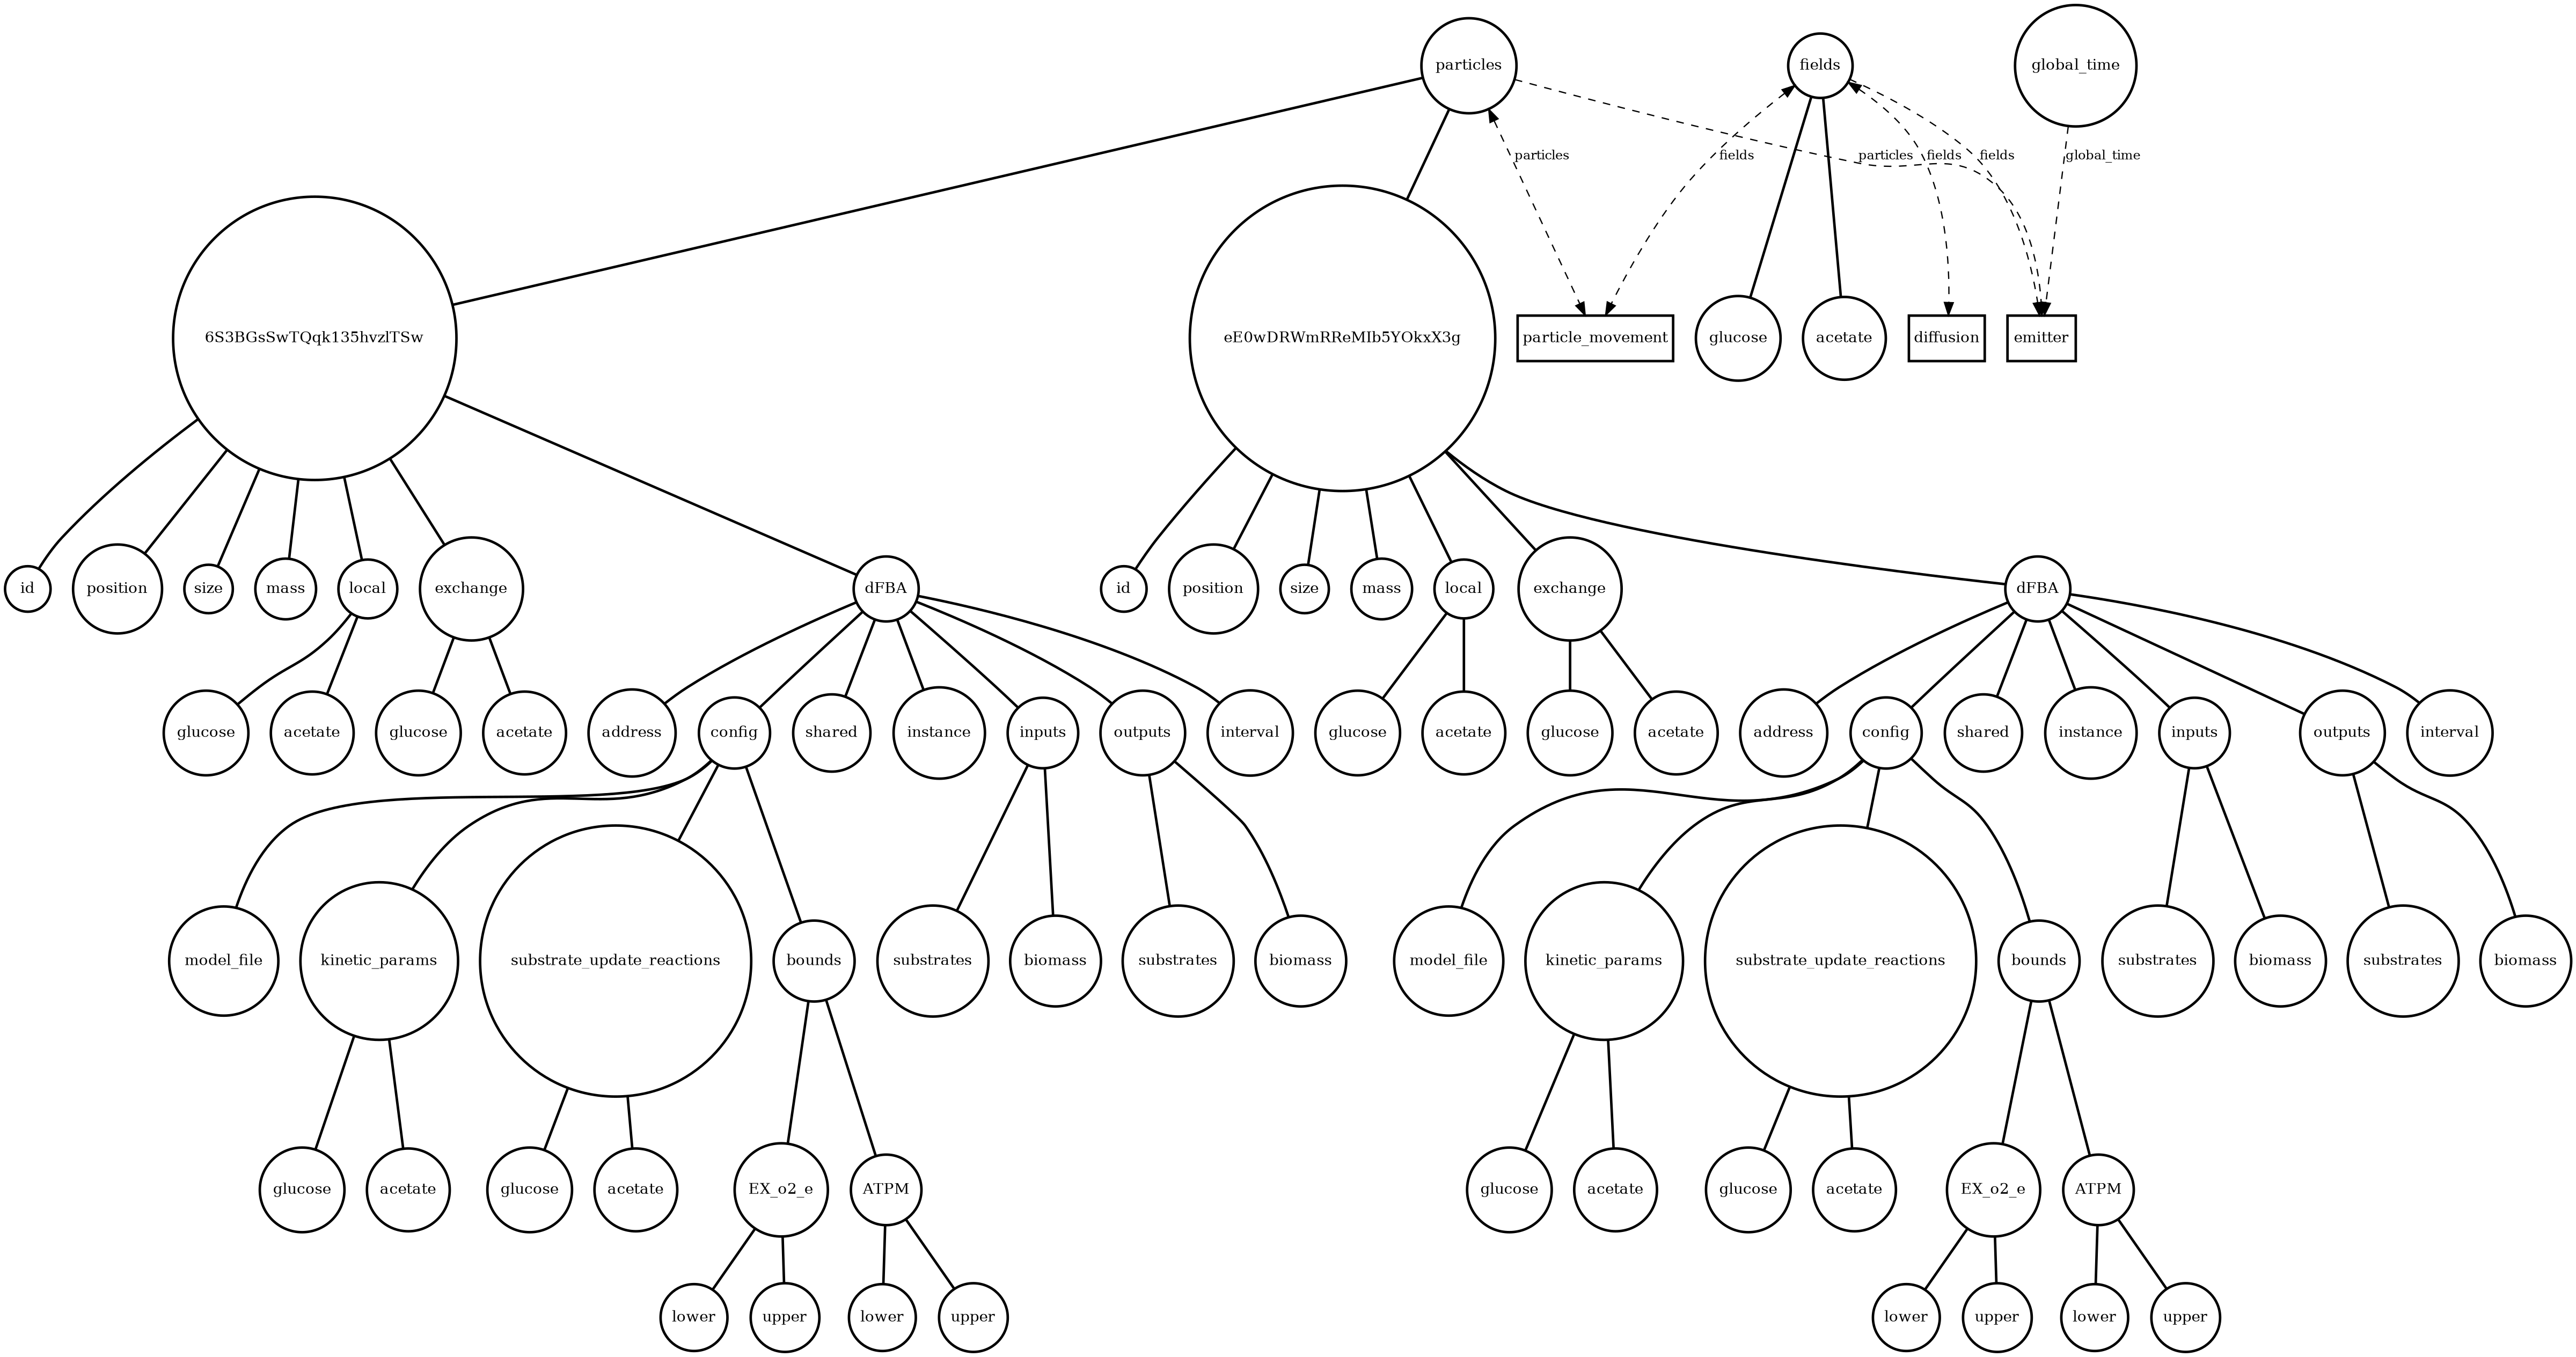 particles
fields
global_time
particles
fields
particles
fields
fields
global_time
6S3BGsSwTQqk135hvzlTSw
eE0wDRWmRReMIb5YOkxX3g
particle_movement
glucose
acetate
diffusion
emitter
id
position
size
mass
local
exchange
dFBA
id
position
size
mass
local
exchange
dFBA
glucose
acetate
glucose
acetate
address
config
shared
instance
inputs
outputs
interval
glucose
acetate
glucose
acetate
address
config
shared
instance
inputs
outputs
interval
model_file
kinetic_params
substrate_update_reactions
bounds
substrates
biomass
substrates
biomass
model_file
kinetic_params
substrate_update_reactions
bounds
substrates
biomass
substrates
biomass
glucose
acetate
glucose
acetate
EX_o2_e
ATPM
glucose
acetate
glucose
acetate
EX_o2_e
ATPM
lower
upper
lower
upper
lower
upper
lower
upper